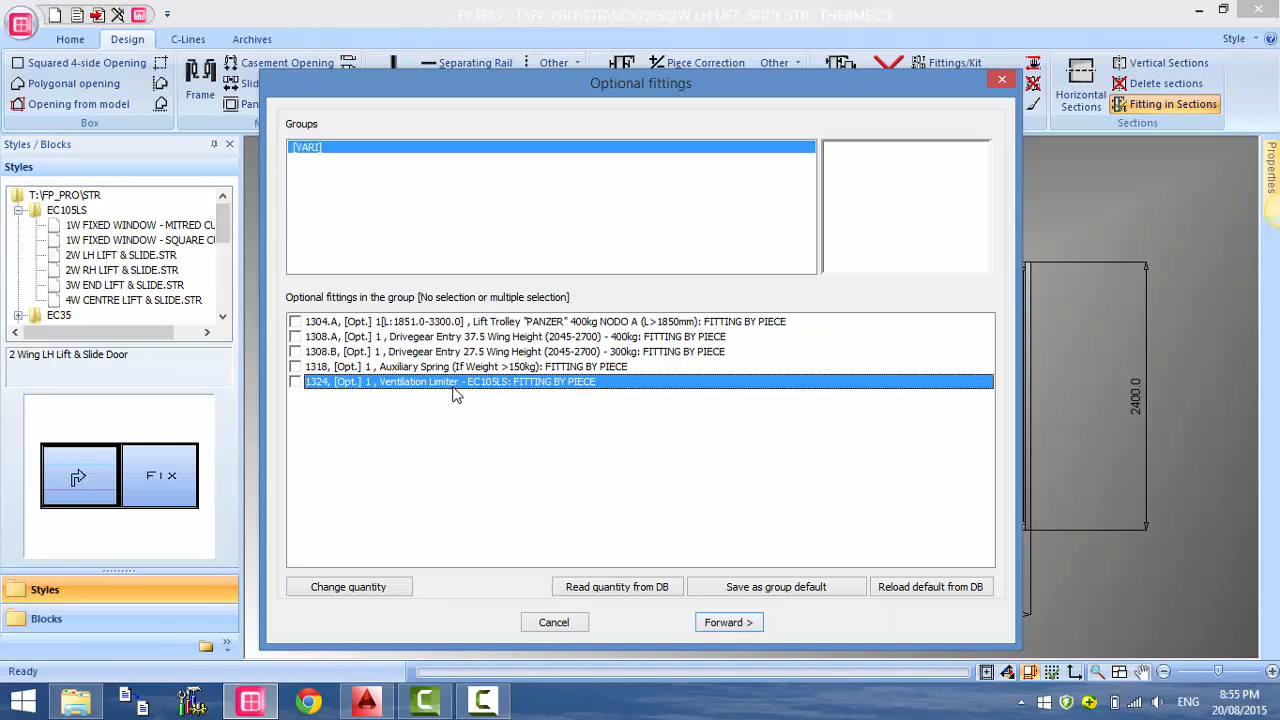 FP PRO - T:\FP_PRO\STR\EC105LS\2W LH LIFT_SLIDE.STR : THERMECO
Home Design C-Lines Archives Style
Squared 4-side Opening
Polygonal opening
Opening from model
Box
Frame
Casement Opening
Separating Rail
Other
Piece Correction
Other
Fittings/Kit
Horizontal Sections
Vertical Sections
Delete sections
Fitting in Sections
Sections
Styles / Blocks
Styles
T:\FP_PRO\STR
EC105LS
1W FIXED WINDOW - MITRED CU
1W FIXED WINDOW - SQUARE C
2W LH LIFT & SLIDE.STR
2W RH LIFT & SLIDE.STR
3W END LIFT & SLIDE.STR
4W CENTRE LIFT & SLIDE.STR
EC35
2 Wing LH Lift & Slide Door
FIX
Styles
Blocks
Optional fittings
Groups
[VARI]
Optional fittings in the group [No selection or multiple selection]
1304.A, [Opt.] 1[L:1851.0-3300.0] , Lift Trolley "PANZER" 400kg NODO A (L>1850mm): FITTING BY PIECE
1308.A, [Opt.] 1 , Drivegear Entry 37.5 Wing Height (2045-2700) - 400kg: FITTING BY PIECE
1308.B, [Opt.] 1 , Drivegear Entry 27.5 Wing Height (2045-2700) - 300kg: FITTING BY PIECE
1318, [Opt.] 1 , Auxiliary Spring (If Weight >150kg): FITTING BY PIECE
1324, [Opt.] 1 , Ventilation Limiter - EC105LS: FITTING BY PIECE
Change quantity
Read quantity from DB
Save as group default
Reload default from DB
Cancel
Forward >
2400.0
Properties
Ready
ENG
8:55 PM
20/08/2015